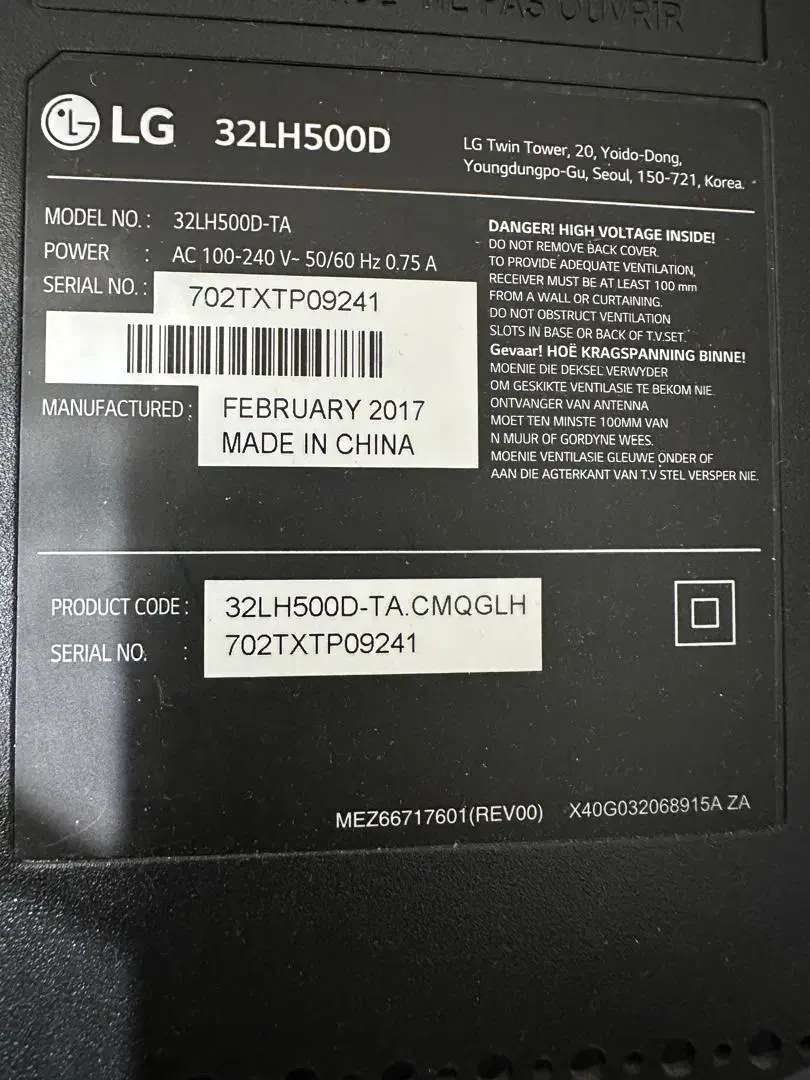 NE PAS OUVRIR
LG 32LH500D
LG Twin Tower, 20, Yoido-Dong,
Youngdungpo-Gu, Seoul, 150-721, Korea.
MODEL NO. : 32LH500D-TA
POWER : AC 100-240 V~ 50/60 Hz 0.75 A
SERIAL NO. : 702TXTP09241
MANUFACTURED : FEBRUARY 2017
MADE IN CHINA
DANGER! HIGH VOLTAGE INSIDE!
DO NOT REMOVE BACK COVER.
TO PROVIDE ADEQUATE VENTILATION,
RECEIVER MUST BE AT LEAST 100 mm
FROM A WALL OR CURTAINING.
DO NOT OBSTRUCT VENTILATION
SLOTS IN BASE OR BACK OF T.V.SET.
Gevaar! HOË KRAGSPANNING BINNE!
MOENIE DIE DEKSEL VERWYDER
OM GESKIKTE VENTILASIE TE BEKOM NIE.
ONTVANGER VAN ANTENNA
MOET TEN MINSTE 100MM VAN
N MUUR OF GORDYNE WEES.
MOENIE VENTILASIE GLEUWE ONDER OF
AAN DIE AGTERKANT VAN T.V STEL VERSPER NIE.
PRODUCT CODE : 32LH500D-TA.CMQGLH
SERIAL NO. : 702TXTP09241
MEZ66717601(REV00) X40G032068915A ZA